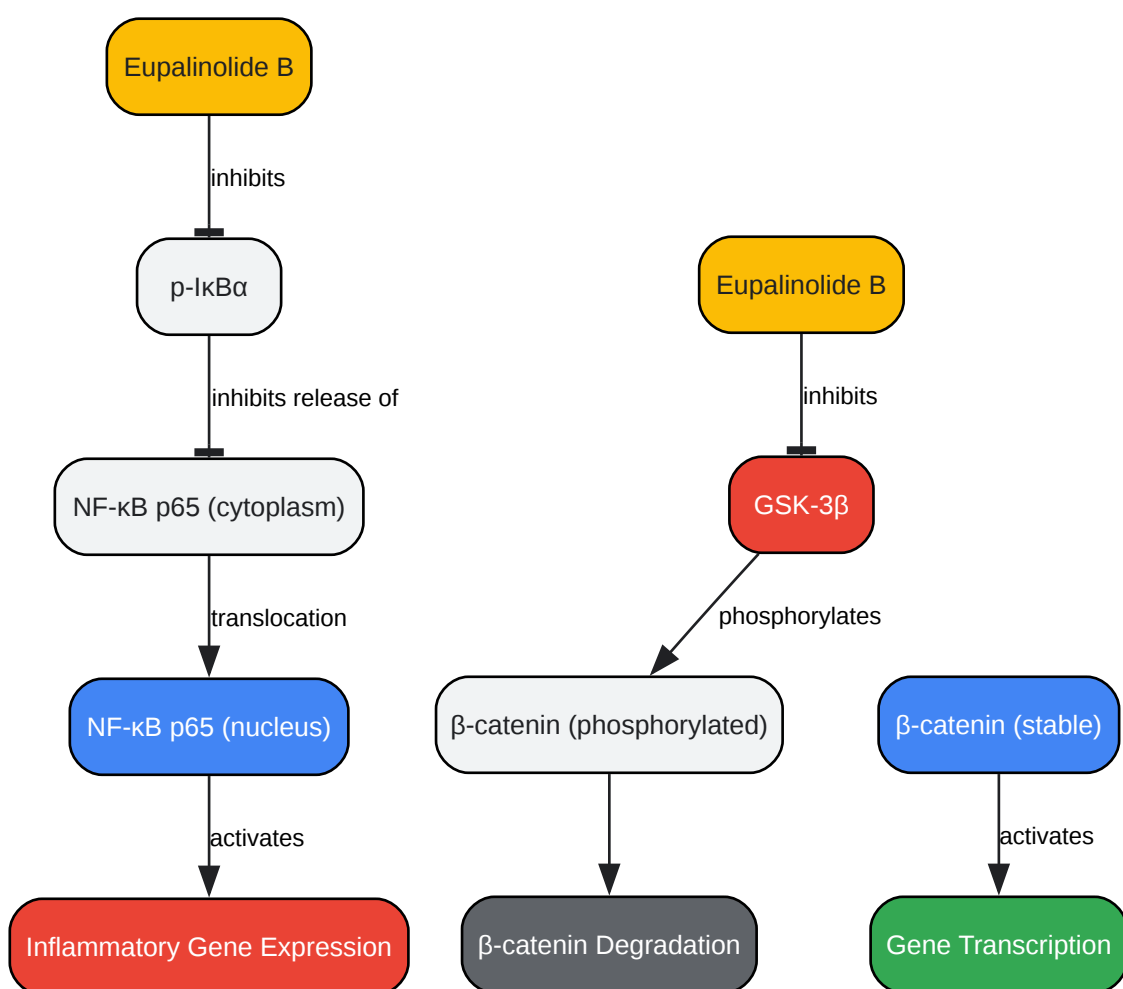 Eupalinolide B
inhibits
p-IκBα
inhibits release of
NF-κB p65 (cytoplasm)
translocation
NF-κB p65 (nucleus)
activates
Inflammatory Gene Expression
Eupalinolide B
inhibits
GSK-3β
phosphorylates
β-catenin (phosphorylated)
β-catenin Degradation
β-catenin (stable)
activates
Gene Transcription